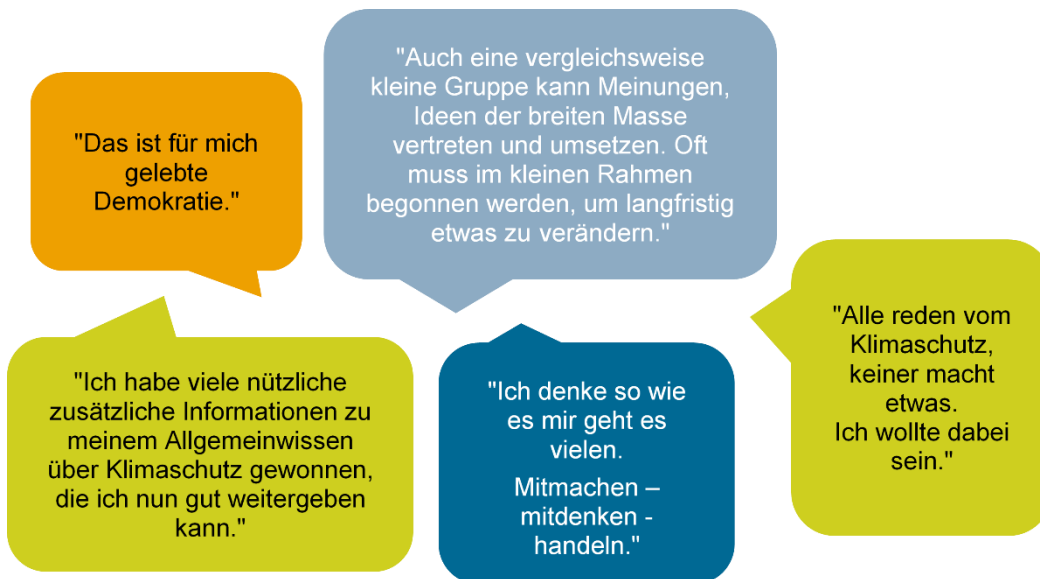 "Das ist für mich
gelebte
Demokratie."
"Auch eine vergleichsweise
kleine Gruppe kann Meinungen,
Ideen der breiten Masse
vertreten und umsetzen. Oft
muss im kleinen Rahmen
begonnen werden, um langfristig
etwas zu verändern."
"Alle reden vom
Klimaschutz,
keiner macht
etwas.
Ich wollte dabei
sein."
"Ich habe viele nützliche
zusätzliche Informationen zu
meinem Allgemeinwissen
über Klimaschutz gewonnen,
die ich nun gut weitergeben
kann."
"Ich denke so wie
es mir geht es
vielen.
Mitmachen –
mitdenken -
handeln."